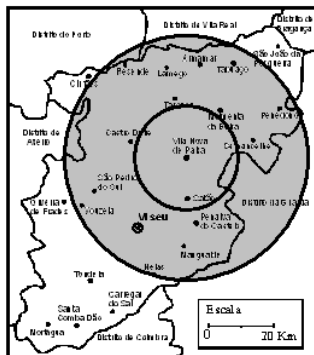 Distrito de Vila Real
Distrito de
Bragança
Distrito de Porto
São João da
Pesqueira
Armamar
Resende
Lamego
Tabuaço
Cinfães
Tarouca
Penedono
Moimenta
da Beira
Distrito de
Aveiro
Castro Daire
Sernancelhe
Vila Nova
de Paiva
São Pedro
do Sul
Oliveira
de Frades
Vouzela
Satão
Distrito da Guarda
Viseu
Penalva
do Castelo
Mangualde
Nelas
Tondela
Carregal
do Sal
Santa
Comba Dão
Mortágua
Distrito de Coimbra
Escala
0 20 Km